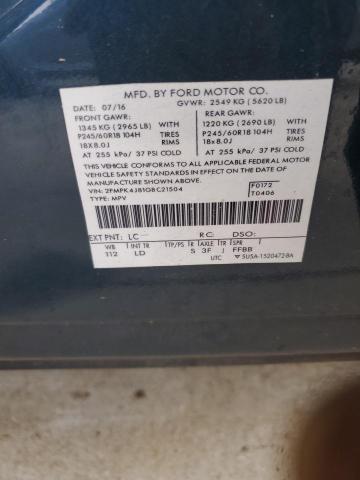 MFD. BY FORD MOTOR CO.
DATE: 07/16 GVWR: 2549 KG (5620 LB)
FRONT GAWR: REAR GAWR:
1345 KG (2965 LB) WITH 1220 KG (2690 LB) WITH
P245/60R18 104H TIRES P245/60R18 104H TIRES
18X8.0J RIMS 18x8.0J RIMS
AT 255 kPa/ 37 PSI COLD AT 255 kPa/ 37 PSI COLD
THIS VEHICLE CONFORMS TO ALL APPLICABLE FEDERAL MOTOR
VEHICLE SAFETY STANDARDS IN EFFECT ON THE DATE OF
MANUFACTURE SHOWN ABOVE.
VIN: 2FMPK4J81GBC21504 F0172
TYPE: MPV T0406
EXT PNT: LC RC: DSO:
WB INT TR TP/PS R AXLE TR SPR
112 LD S 3F J FFBB
UTC 5USA-1520472-BA